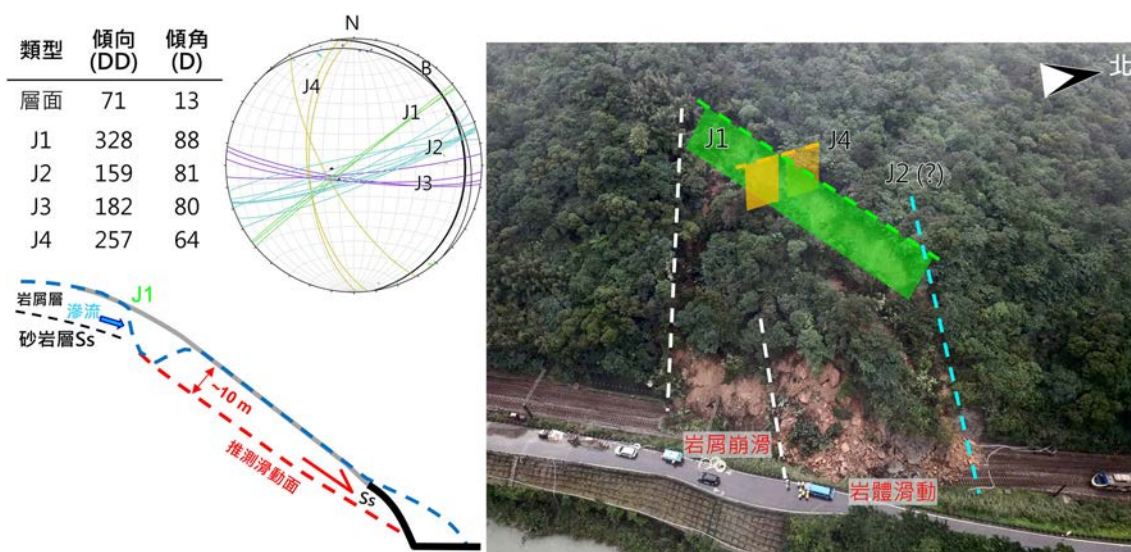 類型 傾向 傾角
(DD) (D)
層面 71 13
J1 328 88
J2 159 81
J3 182 80
J4 257 64
N
B
J4
J1
J2
J3
岩屑層
J1
滲流
砂岩層Ss
~10 m
推測滑動面
Ss
北
J1
J4
J2 (?)
岩屑崩滑
岩體滑動